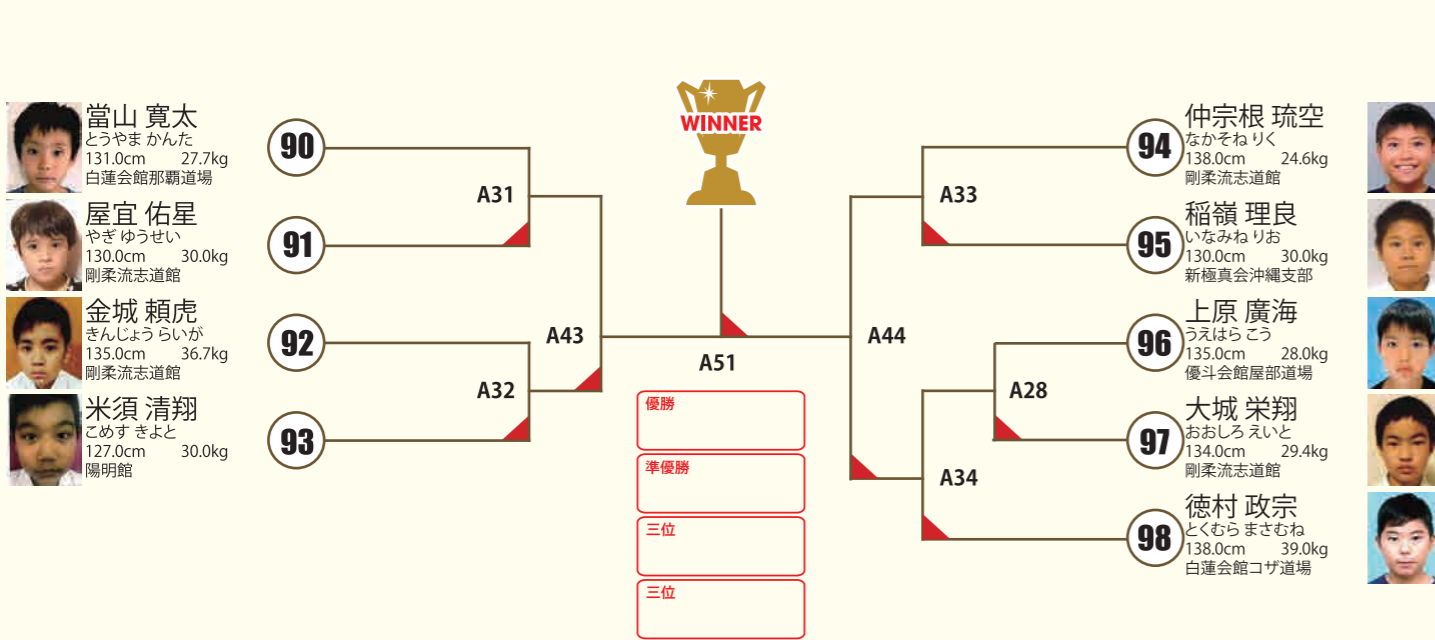 當山 寛太
とうやま かんた
131.0cm 27.7kg
白蓮会館那覇道場
90
屋宜 佑星
やぎ ゆうせい
130.0cm 30.0kg
剛柔流志道館
91
金城 頼虎
きんじょう らいが
135.0cm 36.7kg
剛柔流志道館
92
米須 清翔
こめす きよと
127.0cm 30.0kg
陽明館
93
A31
A32
A43
WINNER
A51
優勝
準優勝
三位
三位
A44
A33
A28
A34
94
仲宗根 琉空
なかそね りく
138.0cm 24.6kg
剛柔流志道館
95
稲嶺 理良
いなみね りお
130.0cm 30.0kg
新極真会沖縄支部
96
上原 廣海
うえはら こう
135.0cm 28.0kg
優斗会館屋部道場
97
大城 栄翔
おおしろ えいと
134.0cm 29.4kg
剛柔流志道館
98
徳村 政宗
とくむら まさむね
138.0cm 39.0kg
白蓮会館コザ道場